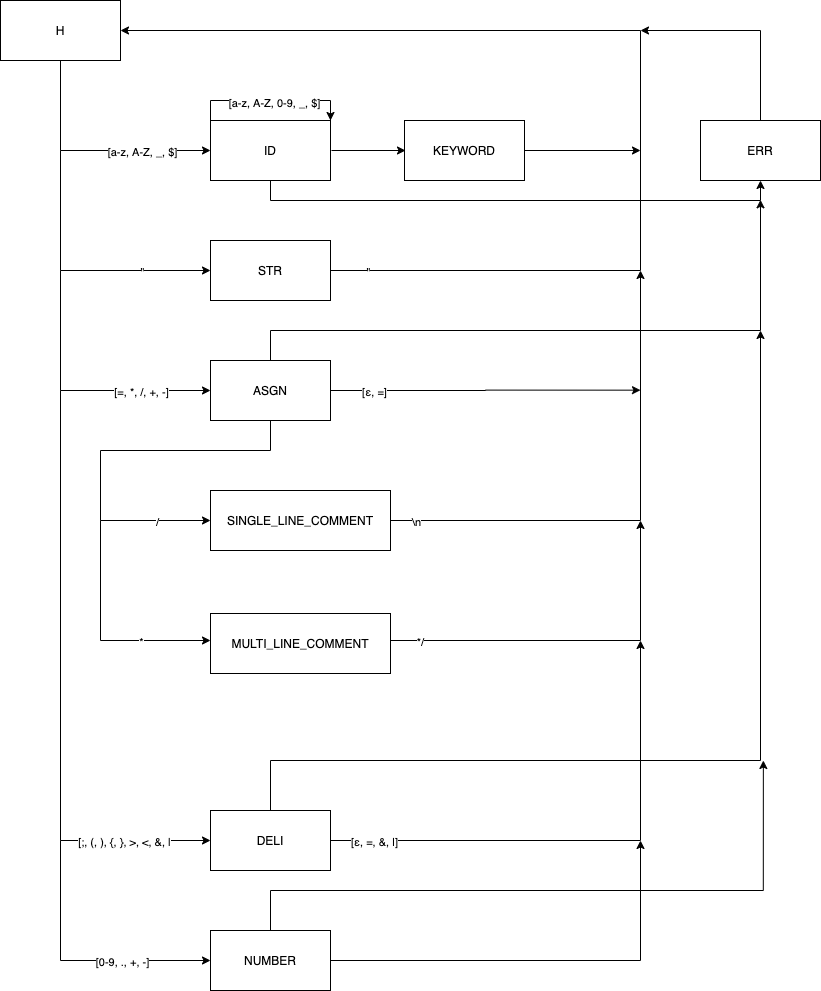 H
[a-z, A-Z, 0-9, _, $]
[a-z, A-Z, _, $]
ID
KEYWORD
ERR
"
STR
"
[=, *, /, +, -]
ASGN
[ε, =]
/
SINGLE_LINE_COMMENT
\n
*
MULTI_LINE_COMMENT
*/
[;, (, ), {, }, >, <, &, |
DELI
[ε, =, &, |]
[0-9, ., +, -]
NUMBER